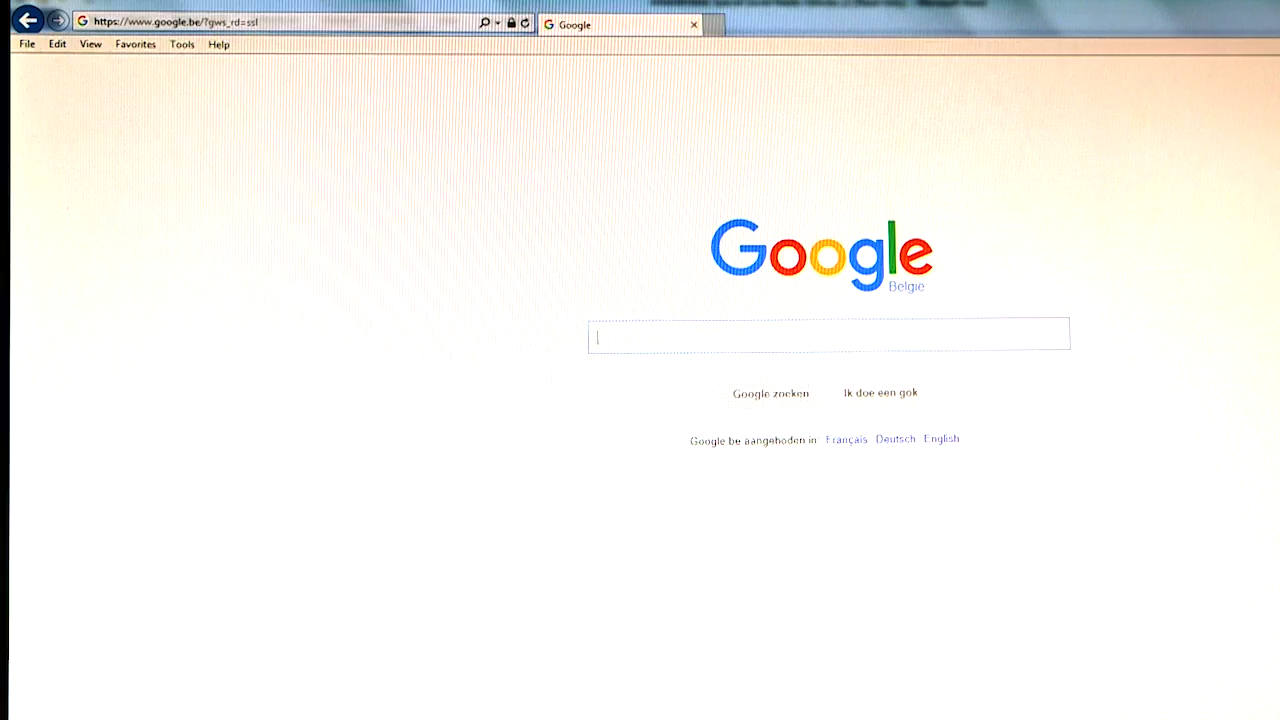 https://www.google.be/?gws_rd=ssl
Google
File Edit View Favorites Tools Help
Google
België
Google zoeken Ik doe een gok
Google be aangeboden in: Français Deutsch English